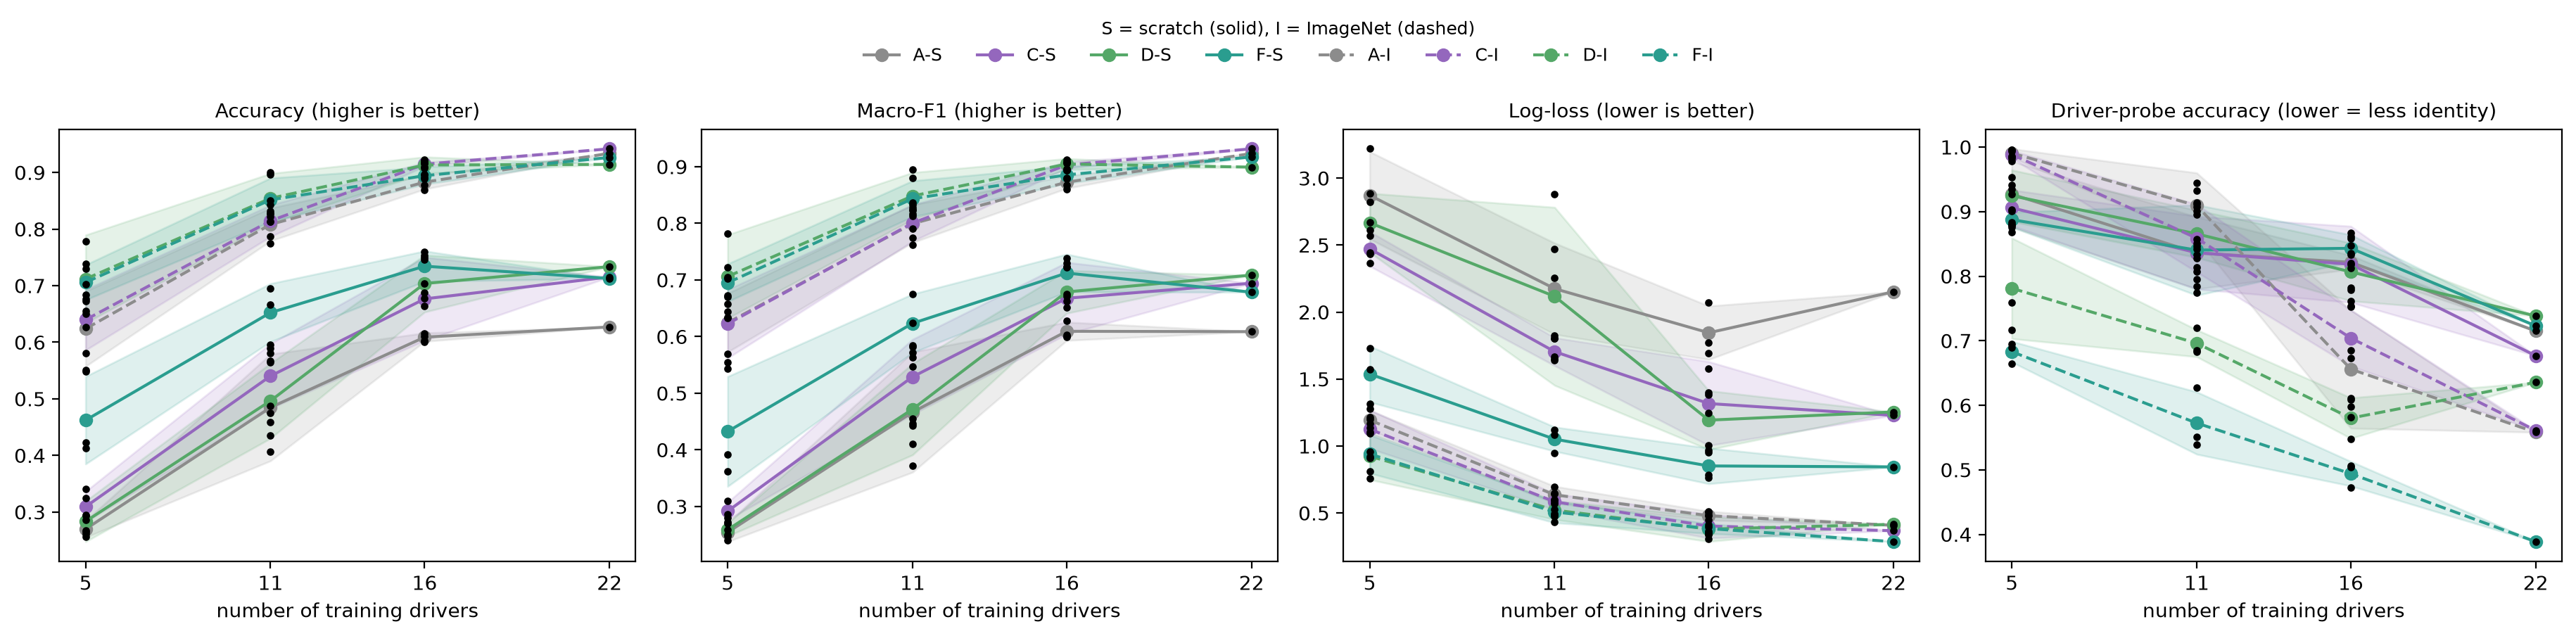 S = scratch (solid), I = ImageNet (dashed)
A-S C-S D-S F-S A-I C-I D-I F-I
Accuracy (higher is better)
0.9
0.8
0.7
0.6
0.5
0.4
0.3
5 11 16 22
number of training drivers
Macro-F1 (higher is better)
0.9
0.8
0.7
0.6
0.5
0.4
0.3
5 11 16 22
number of training drivers
Log-loss (lower is better)
3.0
2.5
2.0
1.5
1.0
0.5
5 11 16 22
number of training drivers
Driver-probe accuracy (lower = less identity)
1.0
0.9
0.8
0.7
0.6
0.5
0.4
5 11 16 22
number of training drivers